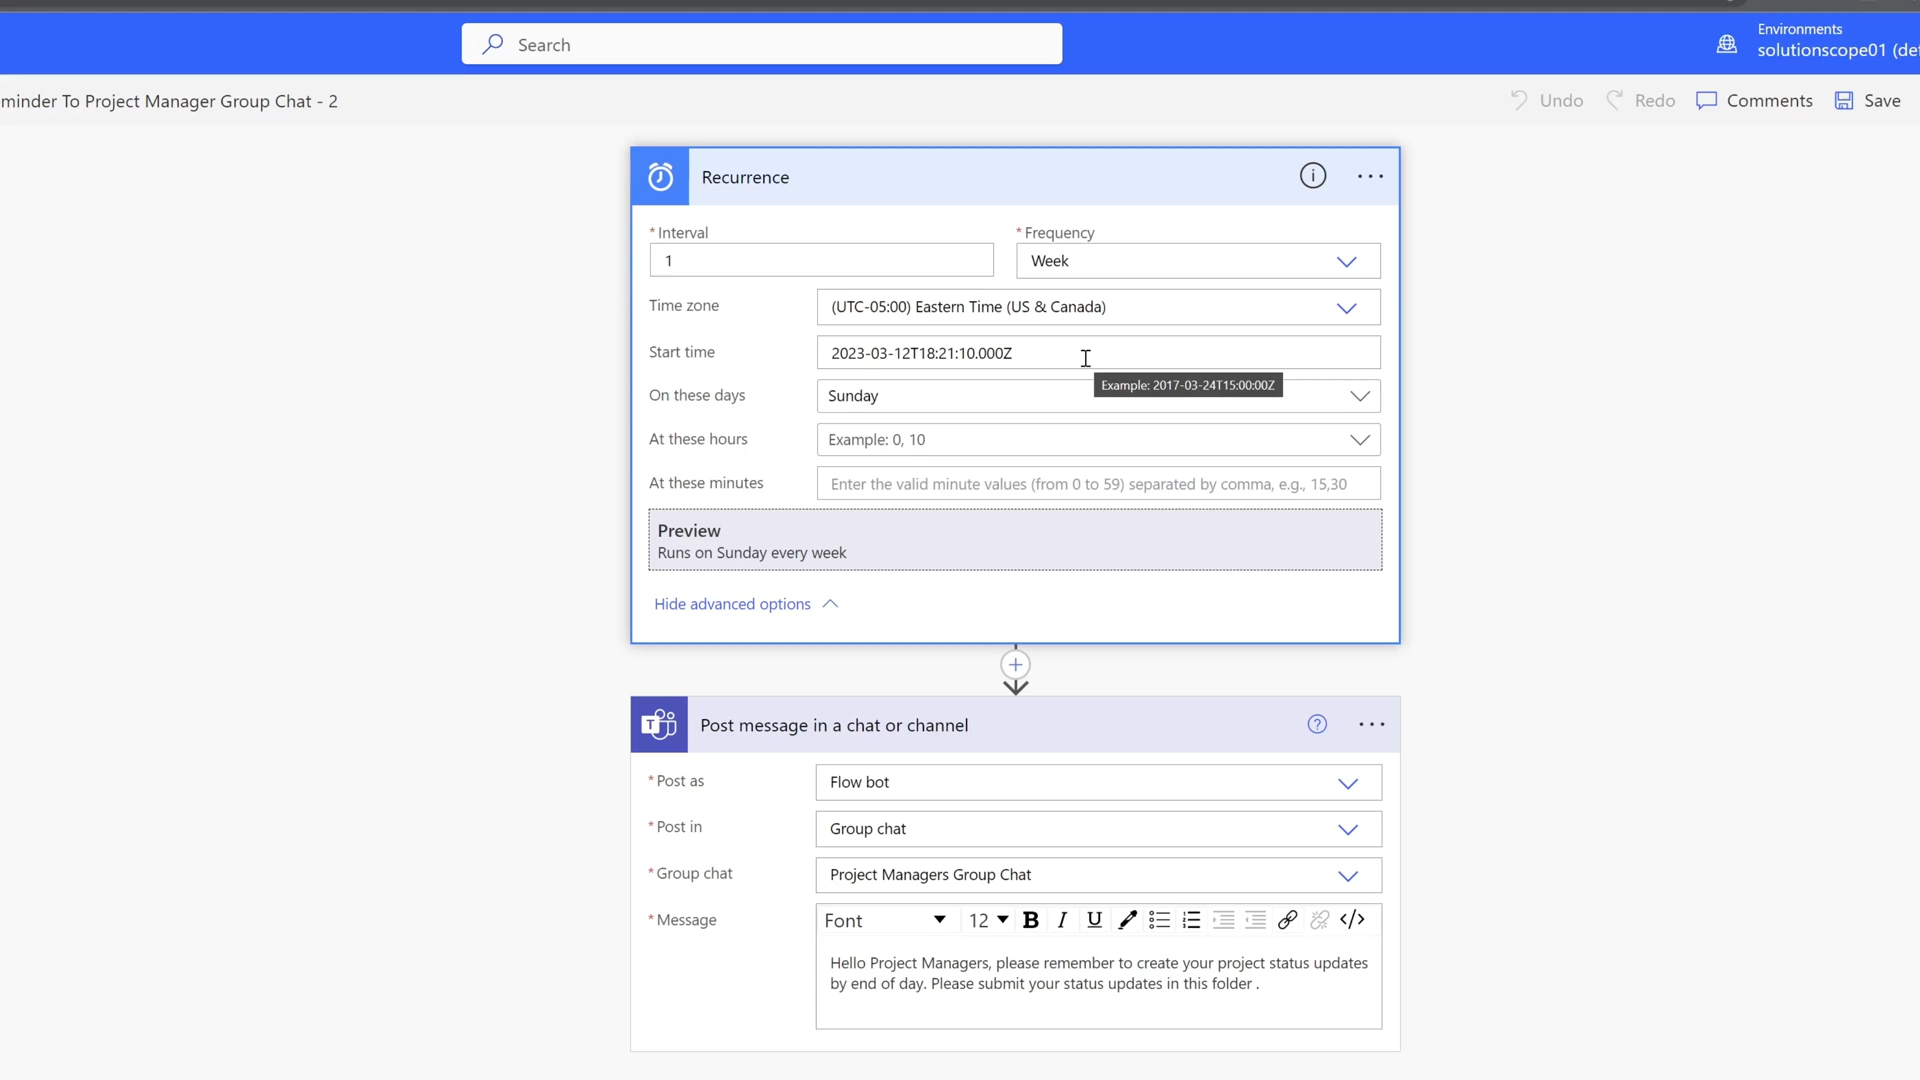 Search
Environments
solutionscope01 (def
minder To Project Manager Group Chat - 2
Undo
Redo
Comments
Save
Recurrence
* Interval
* Frequency
1
Week
Time zone
(UTC-05:00) Eastern Time (US & Canada)
Start time
2023-03-12T18:21:10.000Z
Example: 2017-03-24T15:00:00Z
On these days
Sunday
At these hours
Example: 0, 10
At these minutes
Enter the valid minute values (from 0 to 59) separated by comma, e.g., 15,30
Preview
Runs on Sunday every week
Hide advanced options
Post message in a chat or channel
* Post as
Flow bot
* Post in
Group chat
* Group chat
Project Managers Group Chat
* Message
Font
12
Hello Project Managers, please remember to create your project status updates
by end of day. Please submit your status updates in this folder .